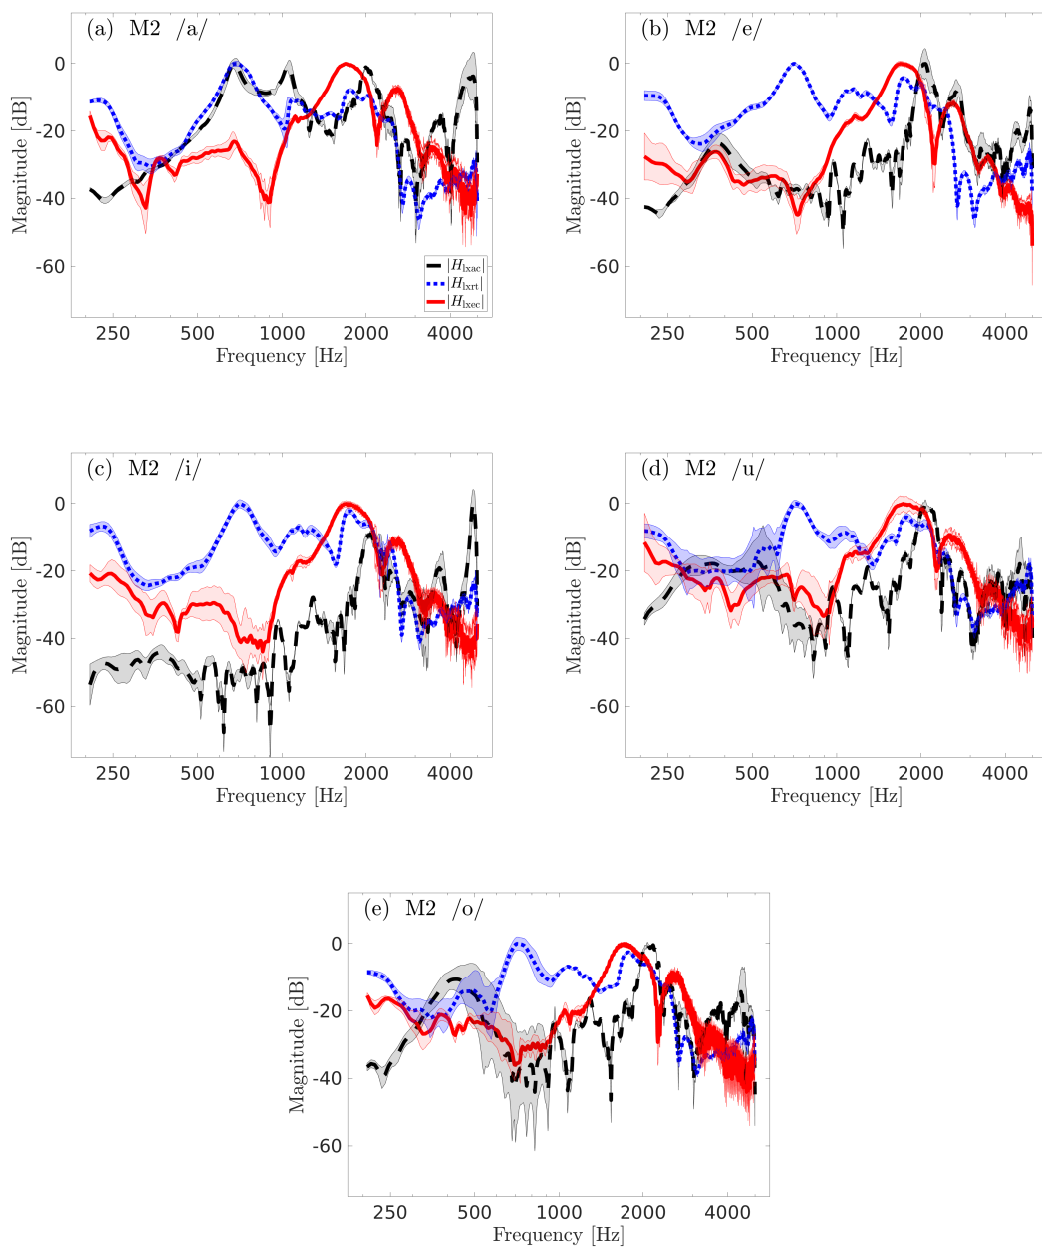 (a) M2 /a/
0
-20
-40
-60
Magnitude [dB]
|H_lxac|
|H_lxrt|
|H_lxec|
250 500 1000 2000 4000
Frequency [Hz]
(b) M2 /e/
0
-20
-40
-60
Magnitude [dB]
250 500 1000 2000 4000
Frequency [Hz]
(c) M2 /i/
0
-20
-40
-60
Magnitude [dB]
250 500 1000 2000 4000
Frequency [Hz]
(d) M2 /u/
0
-20
-40
-60
Magnitude [dB]
250 500 1000 2000 4000
Frequency [Hz]
(e) M2 /o/
0
-20
-40
-60
Magnitude [dB]
250 500 1000 2000 4000
Frequency [Hz]